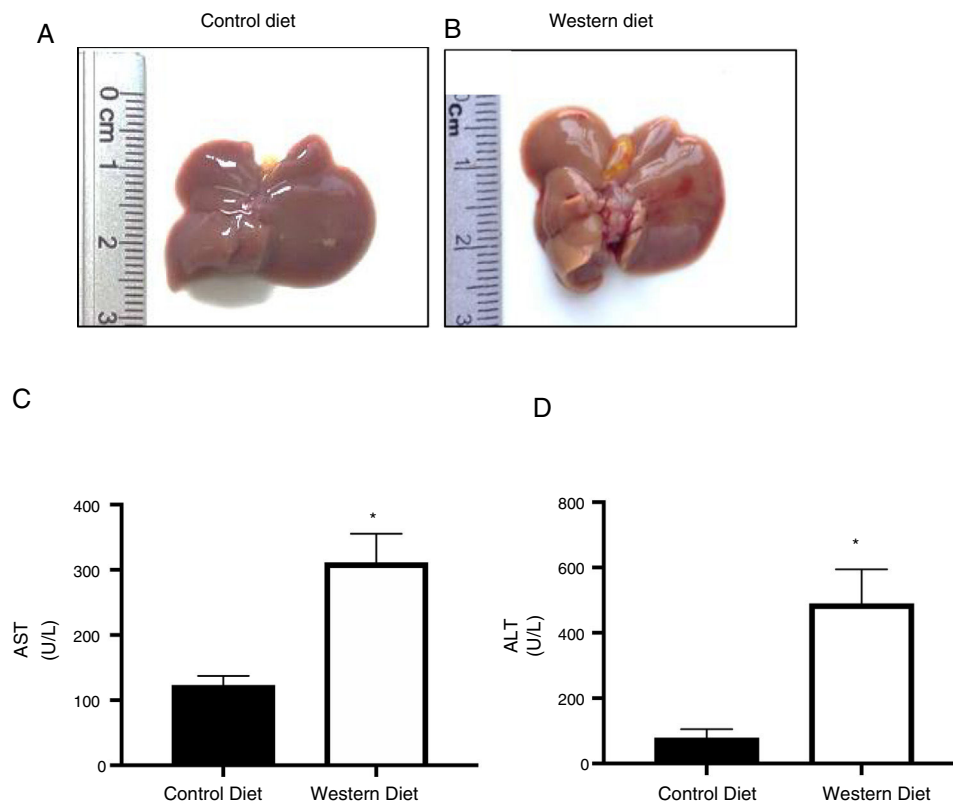 A
Control diet
B
Western diet
0 cm
1
2
3
cm
1
2
3
C
400
300
200
100
0
AST
(U/L)
*
Control Diet
Western Diet
D
800
600
400
200
0
ALT
(U/L)
*
Control Diet
Western Diet